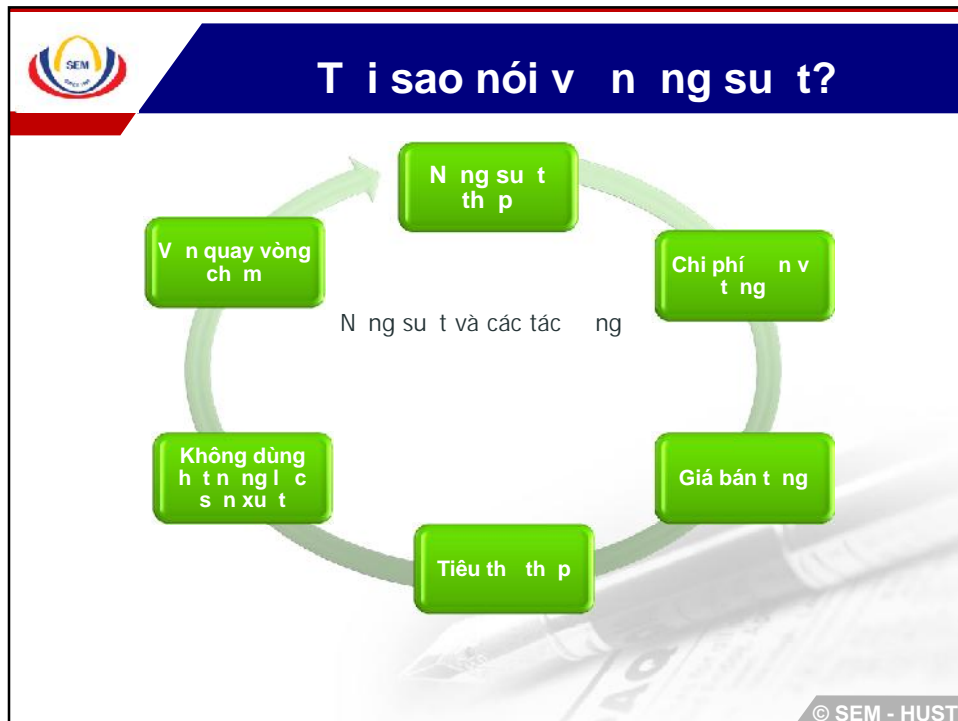 SEM
T i sao nói v n ng su t?
N ng su t
th p
Chi phí n v
t ng
Giá bán t ng
Tiêu th th p
Không dùng
h t n ng l c
s n xu t
V n quay vòng
ch m
N ng su t và các tác ng
© SEM - HUST